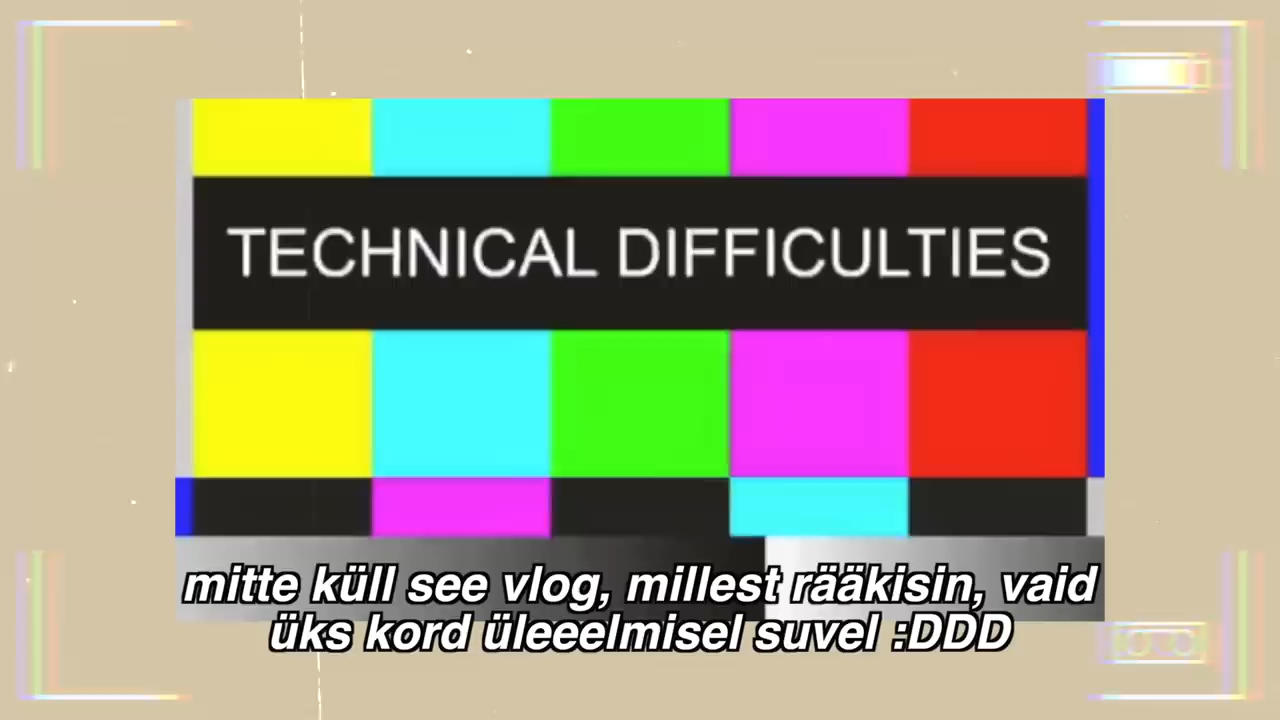 TECHNICAL DIFFICULTIES
mitte küll see vlog, millest rääkisin, vaid
üks kord üleeelmisel suvel :DDD